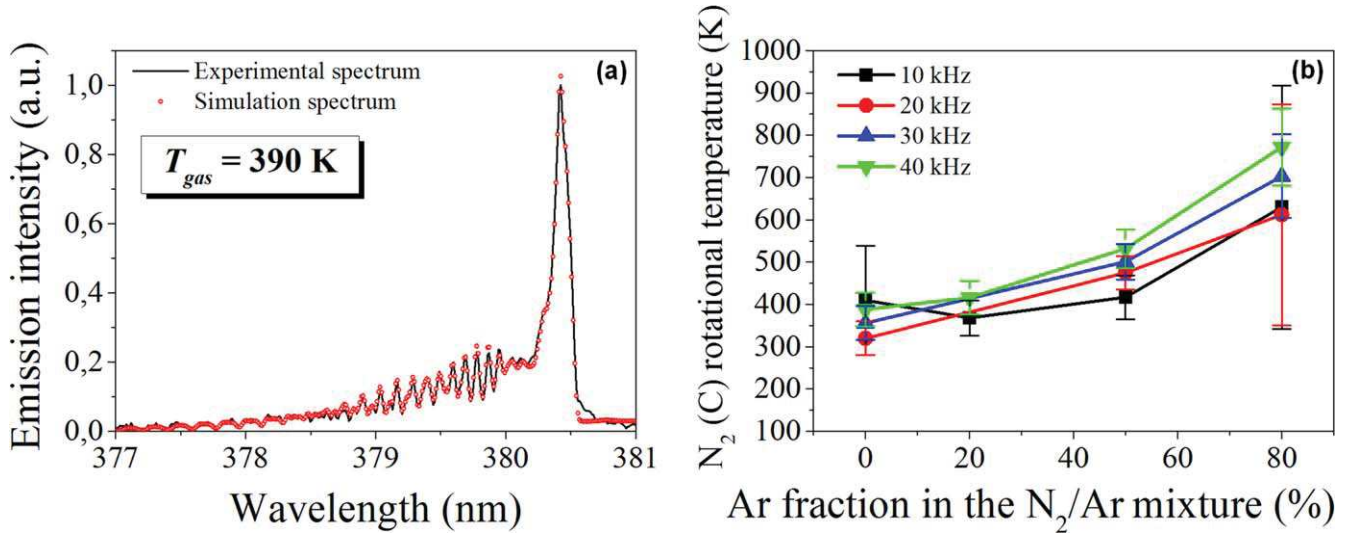 (a)
Experimental spectrum
Simulation spectrum
T_gas = 390 K
Emission intensity (a.u.)
1,0
0,8
0,6
0,4
0,2
0,0
377 378 379 380 381
Wavelength (nm)
(b)
10 kHz
20 kHz
30 kHz
40 kHz
N₂ (C) rotational temperature (K)
1000
900
800
700
600
500
400
300
200
100
0 20 40 60 80
Ar fraction in the N₂/Ar mixture (%)